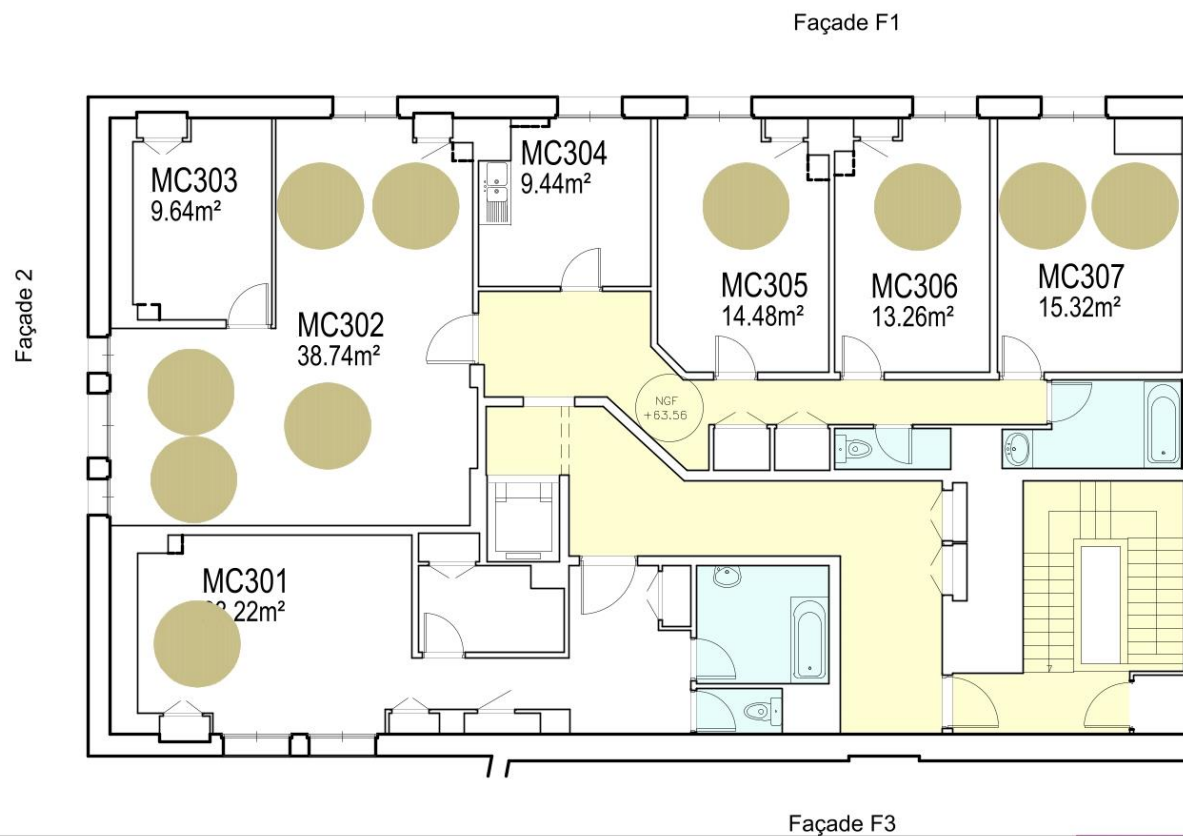 Façade F1
MC303
9.64m²
MC304
9.44m²
MC305
14.48m²
MC306
13.26m²
MC307
15.32m²
Façade 2
MC302
38.74m²
NGF
+63.56
MC301
.22m²
Façade F3